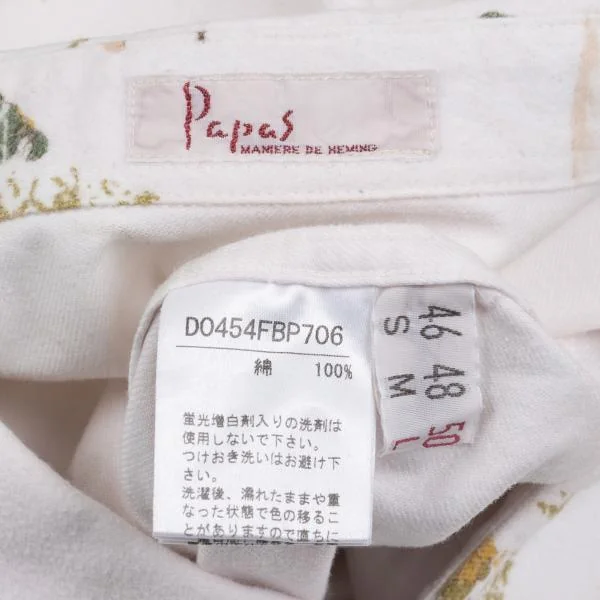 Papas
MANIERE DE HEMING
DO454FBP706
綿 100%
蛍光増白剤入りの洗剤は
使用しないで下さい。
つけおき洗いはお避け下
さい。
洗濯後、濡れたままや重
なった状態で色の移るこ
とがありますので直ちに
46 48 50
S M L